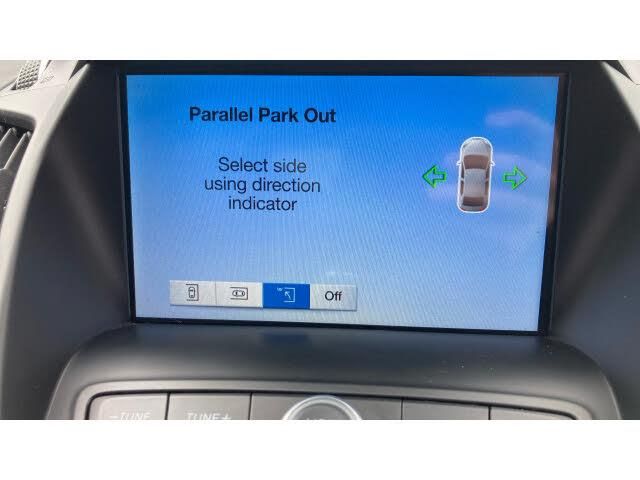 Parallel Park Out
Select side
using direction
indicator
Off
-TUNE
TUNE+